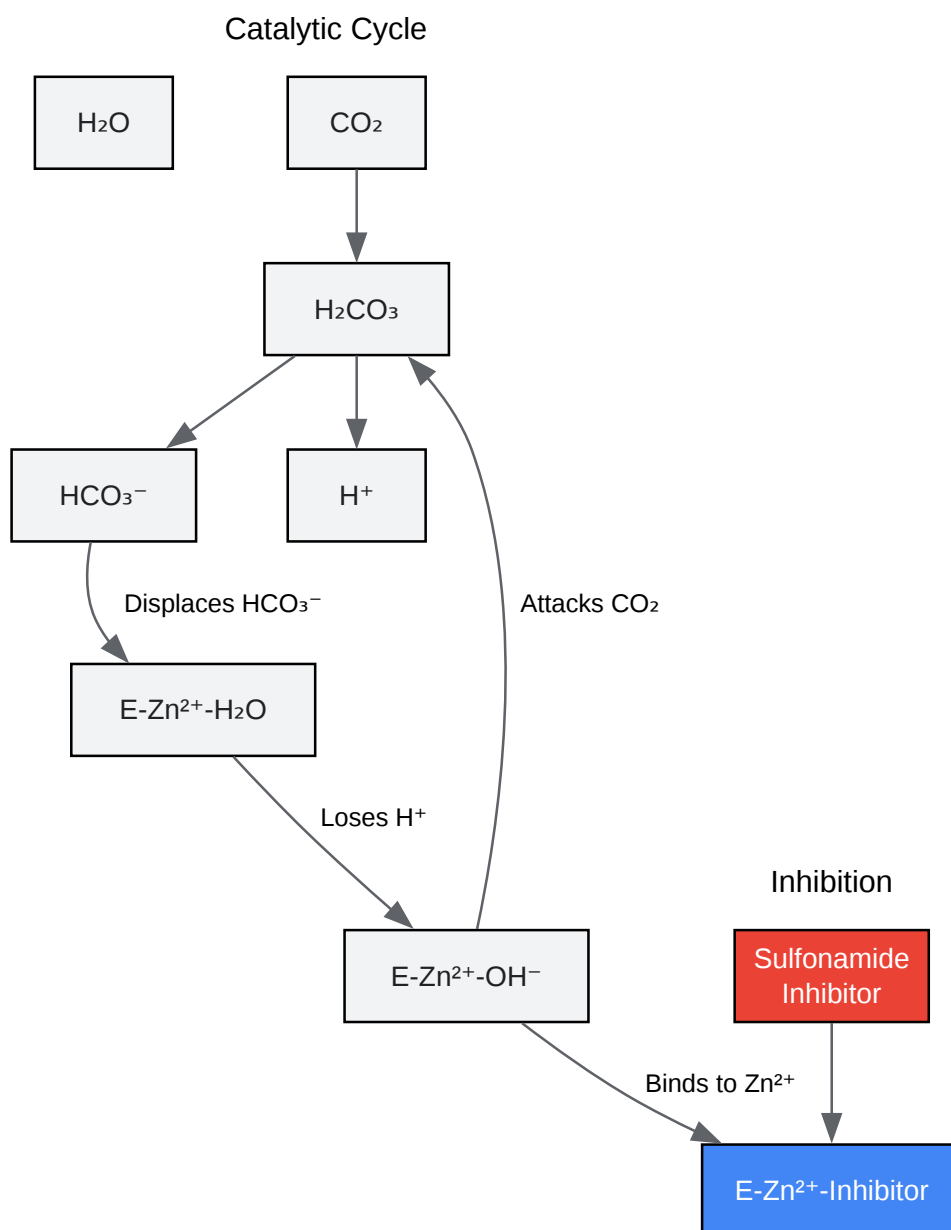 Catalytic Cycle
H₂O
CO₂
H₂CO₃
HCO₃⁻
H⁺
Displaces HCO₃⁻
Attacks CO₂
E-Zn²⁺-H₂O
Loses H⁺
Inhibition
Sulfonamide
Inhibitor
E-Zn²⁺-OH⁻
Binds to Zn²⁺
E-Zn²⁺-Inhibitor